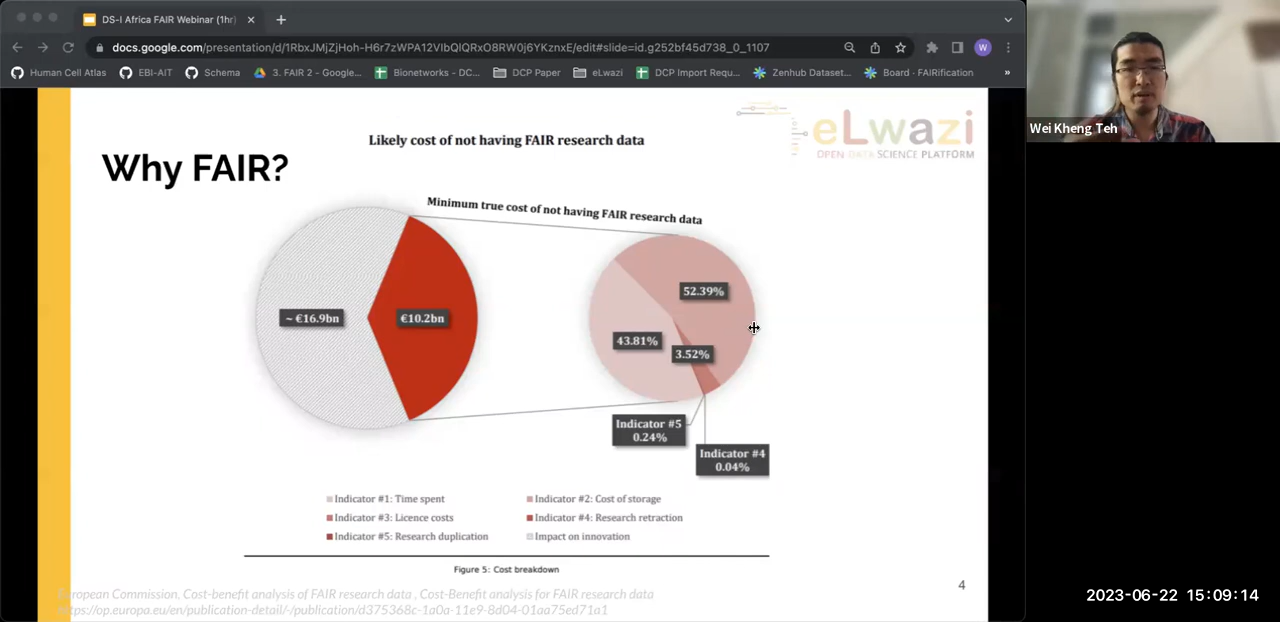 DS-I Africa FAIR Webinar (1hr)
docs.google.com/presentation/d/1RbxJMjZjHoh-H6r7zWPA12VIbQIQRxO8RW0j6YKznxE/edit#slide=id.g252bf45d738_0_1107
W
Human Cell Atlas
EBI-AIT
Schema
3. FAIR 2 - Google...
Bionetworks - DC...
DCP Paper
eLwazi
DCP Import Requ...
Zenhub Dataset...
Board · FAIRification
»
Wei Kheng Teh
eLwazi
OPEN DATA SCIENCE PLATFORM
Likely cost of not having FAIR research data
Why FAIR?
Minimum true cost of not having FAIR research data
~ €16.9bn
€10.2bn
52.39%
43.81%
3.52%
Indicator #5
0.24%
Indicator #4
0.04%
Indicator #1: Time spent
Indicator #2: Cost of storage
Indicator #3: Licence costs
Indicator #4: Research retraction
Indicator #5: Research duplication
Impact on innovation
Figure 5: Cost breakdown
European Commission, Cost-benefit analysis of FAIR research data , Cost-Benefit analysis for FAIR research data
https://op.europa.eu/en/publication-detail/-/publication/d375368c-1a0a-11e9-8d04-01aa75ed71a1
4
2023-06-22 15:09:14